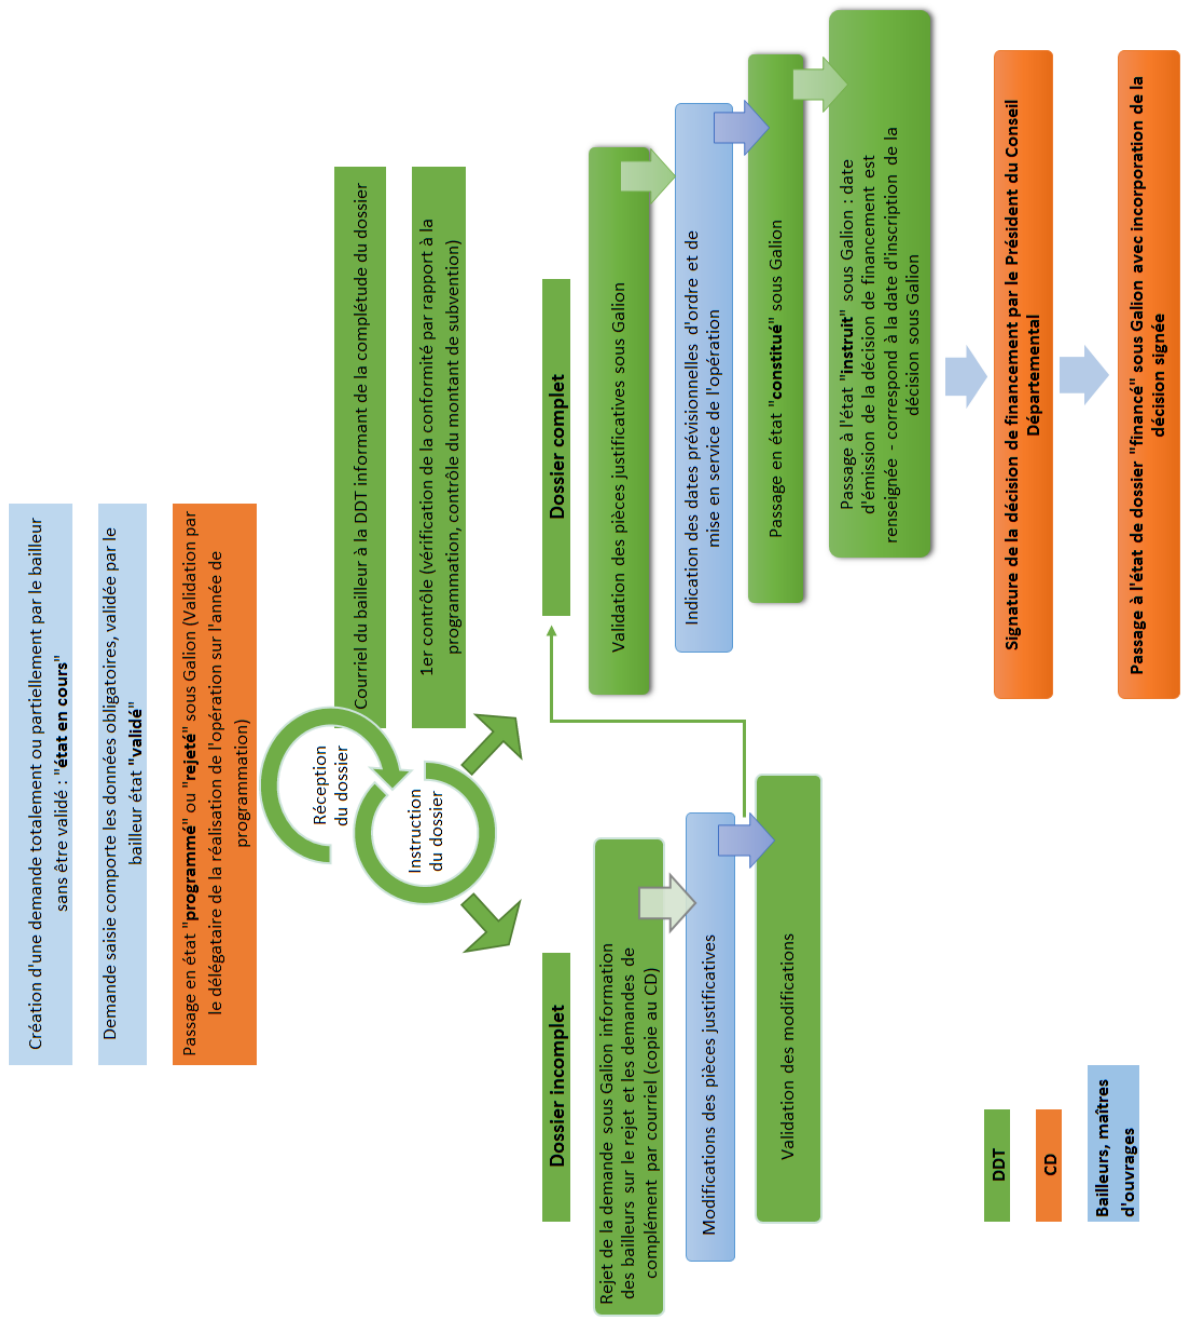 Création d'une demande totalement ou partiellement par le bailleur
sans être validé : "état en cours"
Demande saisie comporte les données obligatoires, validée par le
bailleur état "validé"
Passage en état "programmé" ou "rejeté" sous Galion (Validation par
le délégataire de la réalisation de l'opération sur l'année de
programmation)
Réception
du dossier
Courriel du bailleur à la DDT informant de la complétude du dossier
Instruction
du dossier
1er contrôle (vérification de la conformité par rapport à la
programmation, contrôle du montant de subvention)
Dossier incomplet
Rejet de la demande sous Galion information
des bailleurs sur le rejet et les demandes de
complément par courriel (copie au CD)
Modifications des pièces justificatives
Validation des modifications
Dossier complet
Validation des pièces justificatives sous Galion
Indication des dates prévisionnelles d'ordre et de
mise en service de l'opération
Passage en état "constitué" sous Galion
Passage à l'état "instruit" sous Galion : date
d'émission de la décision de financement est
renseignée - correspond à la date d'inscription de la
décision sous Galion
Signature de la décision de financement par le Président du Conseil
Départemental
Passage à l'état de dossier "financé" sous Galion avec incorporation de la
décision signée
DDT
CD
Bailleurs, maîtres
d'ouvrages